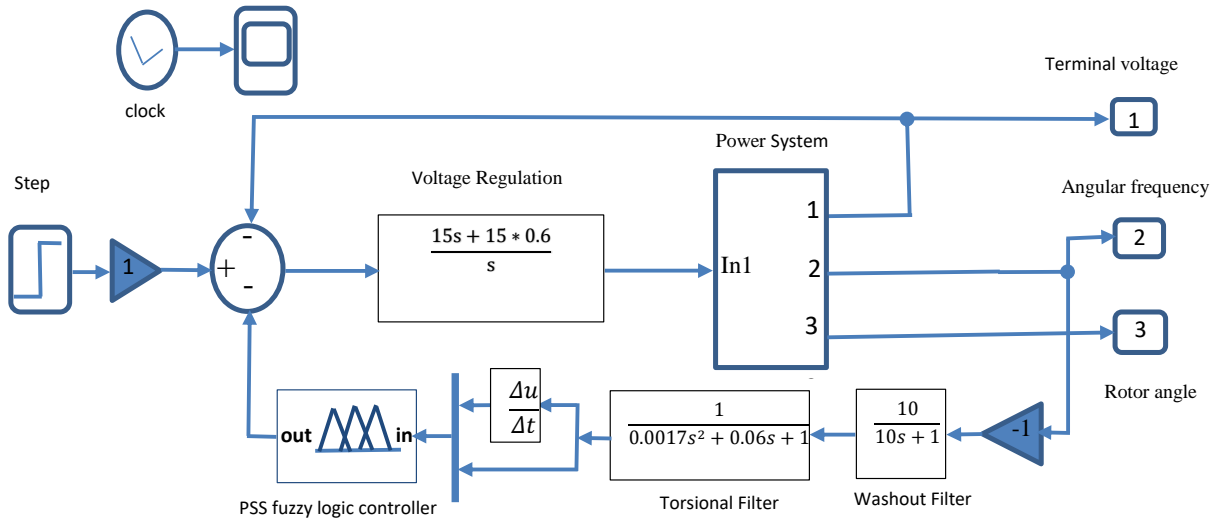 clock
Terminal voltage
1
Step
Voltage Regulation
Power System
Angular frequency
1
+
-
-
15s + 15 * 0.6
s
In1
1
2
3
2
3
Rotor angle
out
in
Δu
Δt
1
0.0017s² + 0.06s + 1
10
10s + 1
-1
PSS fuzzy logic controller
Torsional Filter
Washout Filter